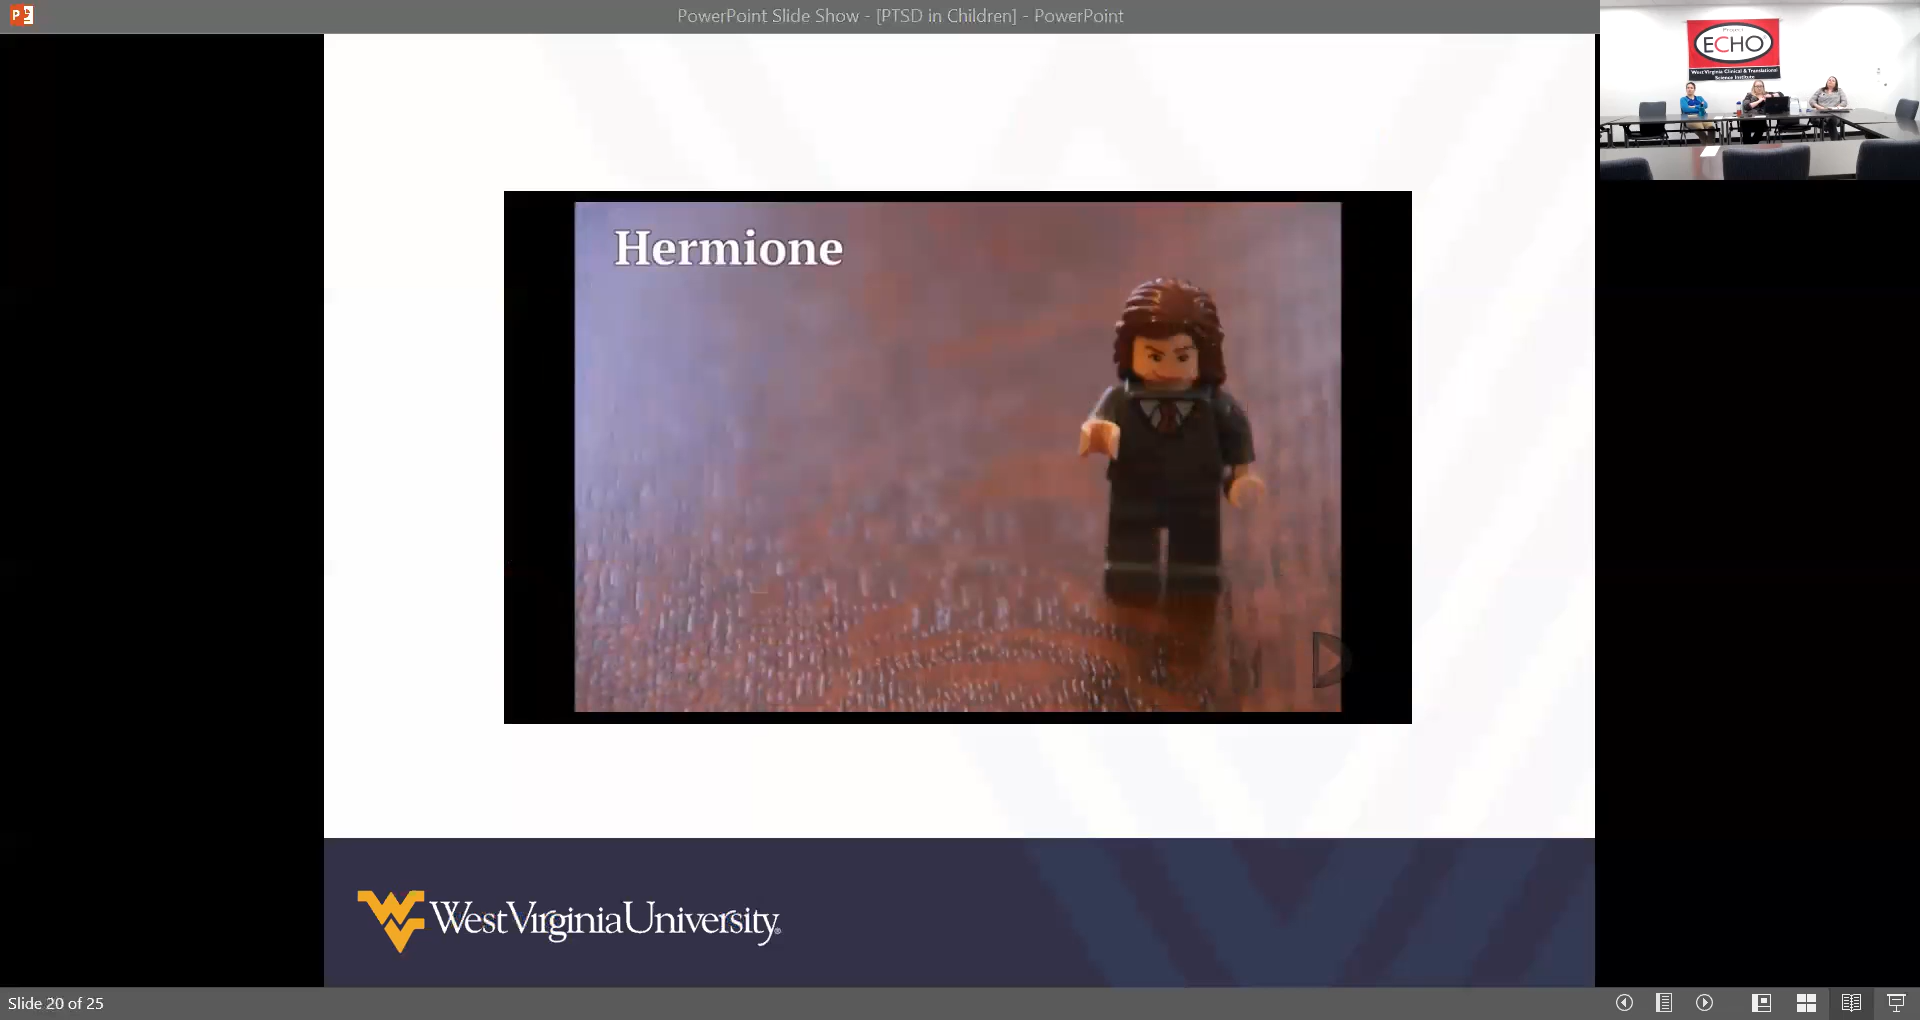 PowerPoint Slide Show - [PTSD in Children] - PowerPoint
Project
ECHO
West Virginia Clinical & Translational
Science Institute
Hermione
West Virginia University®
Slide 20 of 25